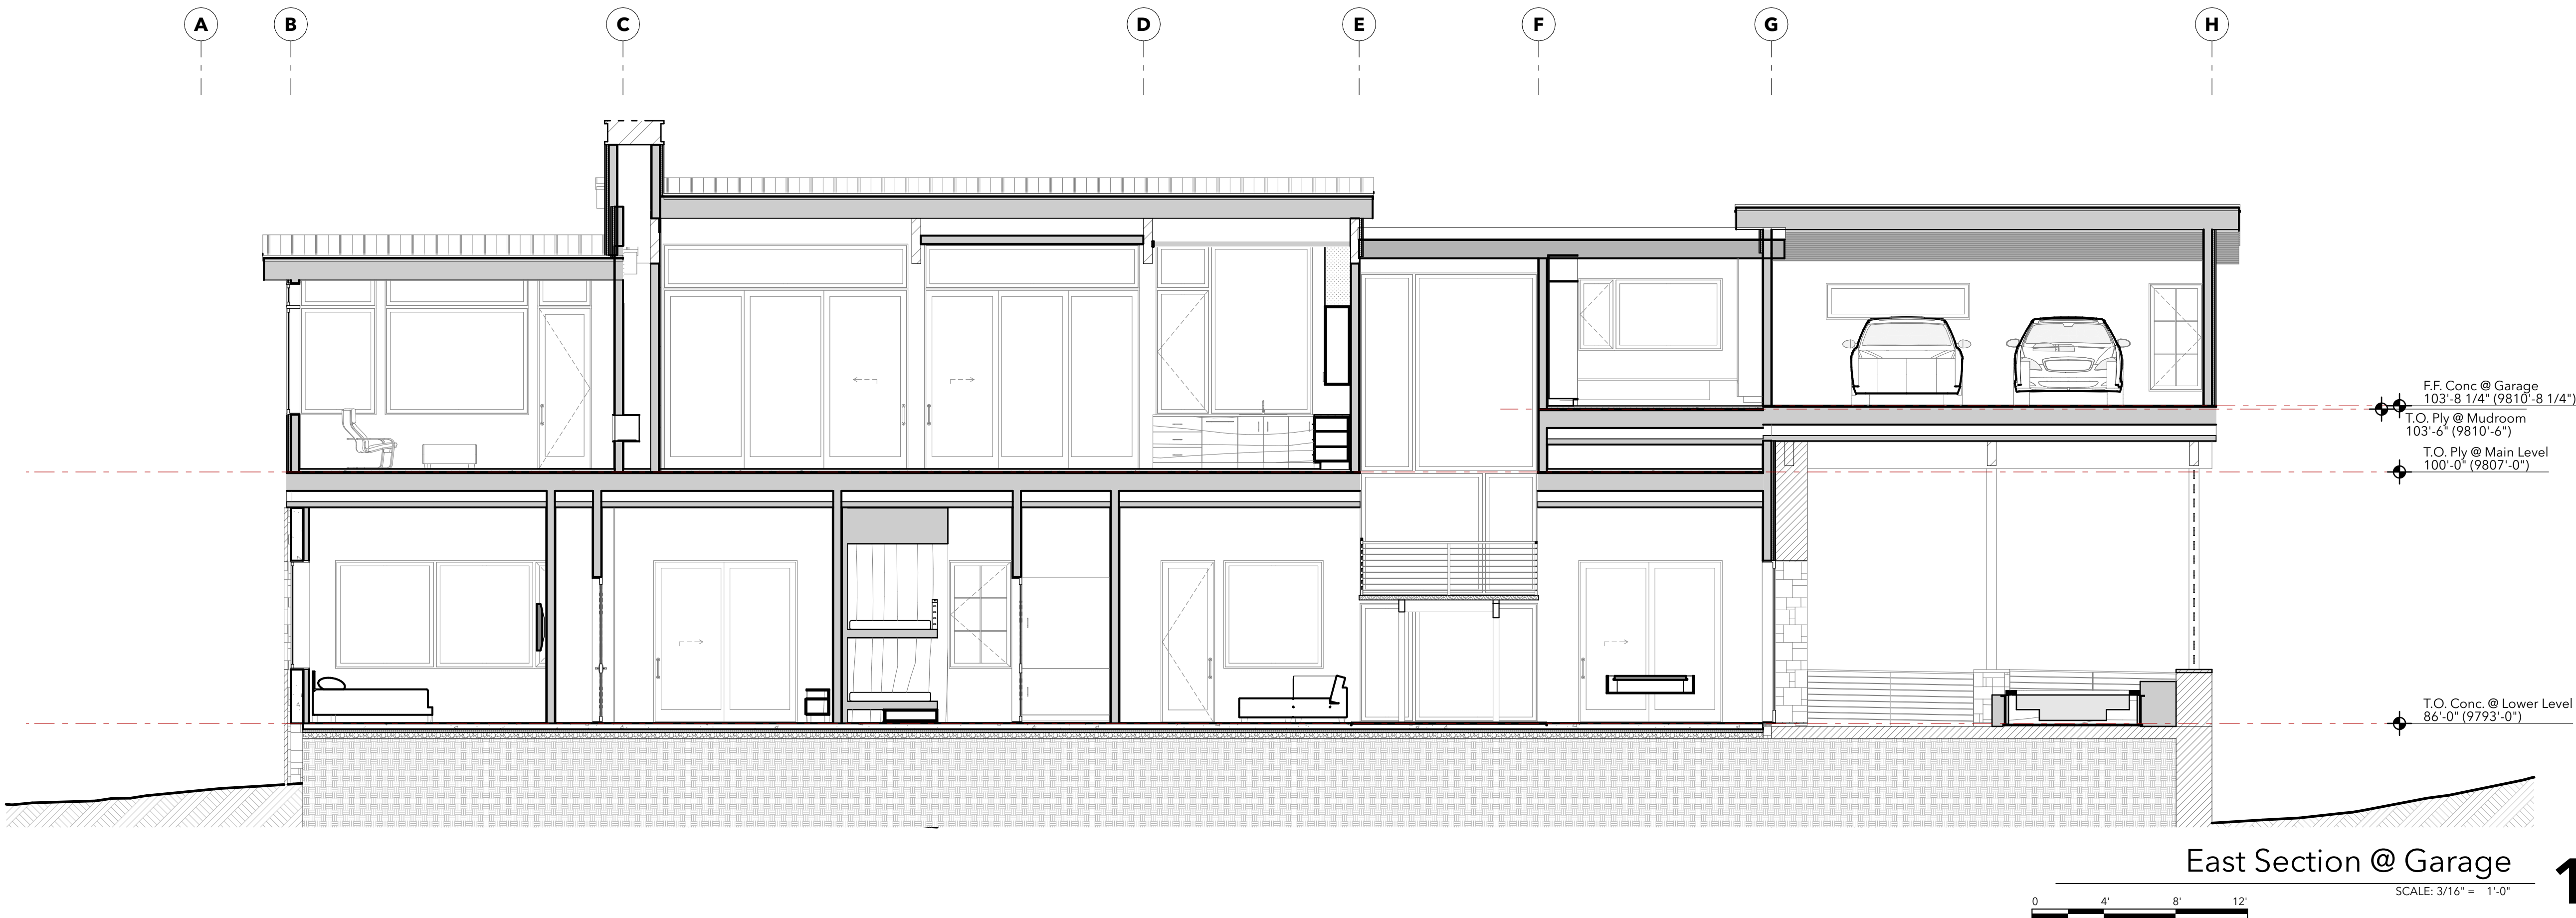 A B C D E F G H
F.F. Conc @ Garage
103'-8 1/4" (9810'-8 1/4")
T.O. Ply @ Mudroom
103'-6" (9810'-6")
T.O. Ply @ Main Level
100'-0" (9807'-0")
T.O. Conc. @ Lower Level
86'-0" (9793'-0")
East Section @ Garage
1
SCALE: 3/16" = 1'-0"
0 4' 8' 12'